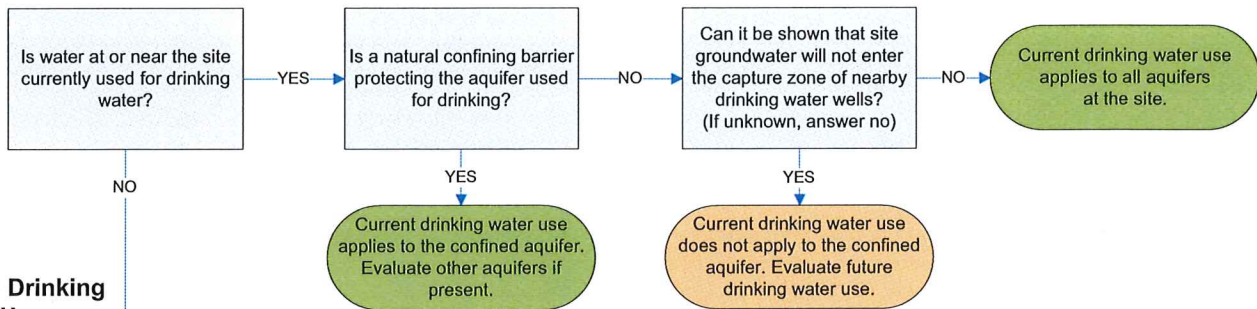 Is water at or near the site
currently used for drinking
water?
YES
Is a natural confining barrier
protecting the aquifer used
for drinking?
NO
Can it be shown that site
groundwater will not enter
the capture zone of nearby
drinking water wells?
(If unknown, answer no)
NO
Current drinking water use
applies to all aquifers
at the site.
NO
YES
YES
Current drinking water use
applies to the confined aquifer.
Evaluate other aquifers if
present.
Current drinking water use
does not apply to the confined
aquifer. Evaluate future
drinking water use.
Drinking